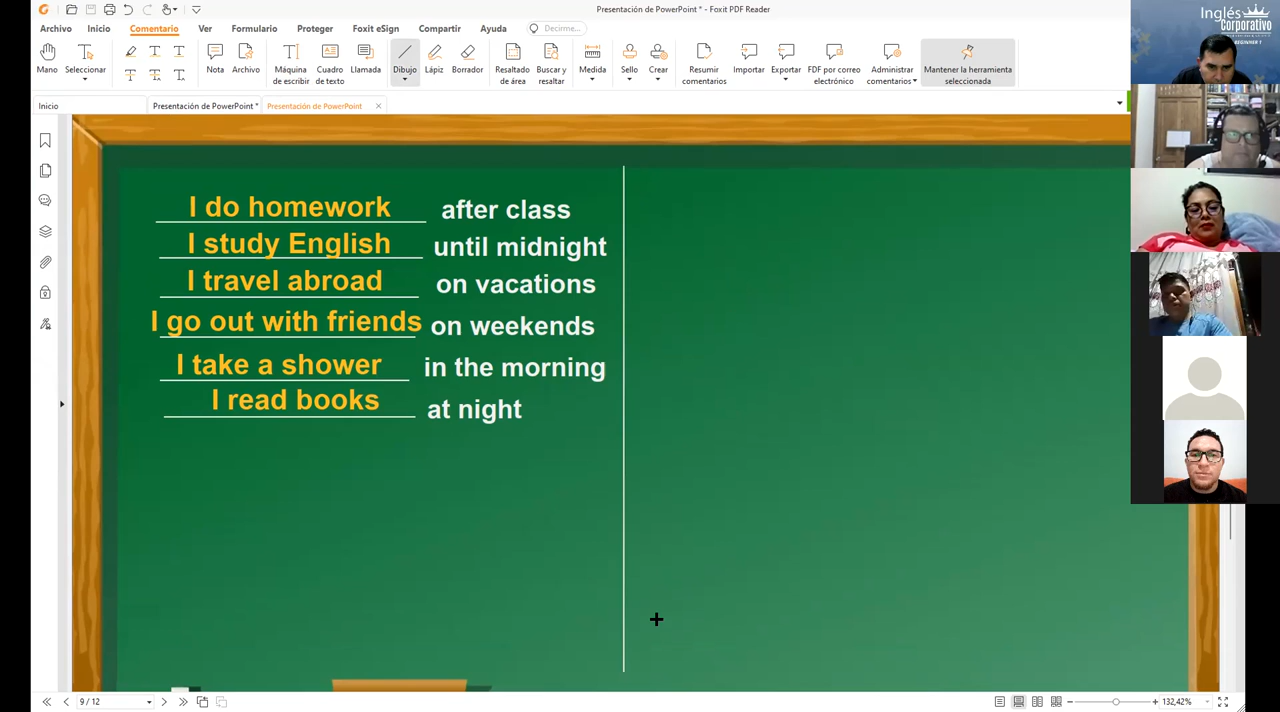 Presentación de PowerPoint * - Foxit PDF Reader
Archivo Inicio Comentario Ver Formulario Proteger Foxit eSign Compartir Ayuda Decirme...
Mano Seleccionar Nota Archivo Máquina de escribir Cuadro de texto Llamada Dibujo Lápiz Borrador Resaltado de área Buscar y resaltar Medida Sello Crear Resumir comentarios Importar Exportar FDP por correo electrónico Administrar comentarios Mantener la herramienta seleccionada
Inicio Presentación de PowerPoint * Presentación de PowerPoint
Inglés
Corporativo
BEGINNER 1
I do homework after class
I study English until midnight
I travel abroad on vacations
I go out with friends on weekends
I take a shower in the morning
I read books at night
9 / 12
132,42%